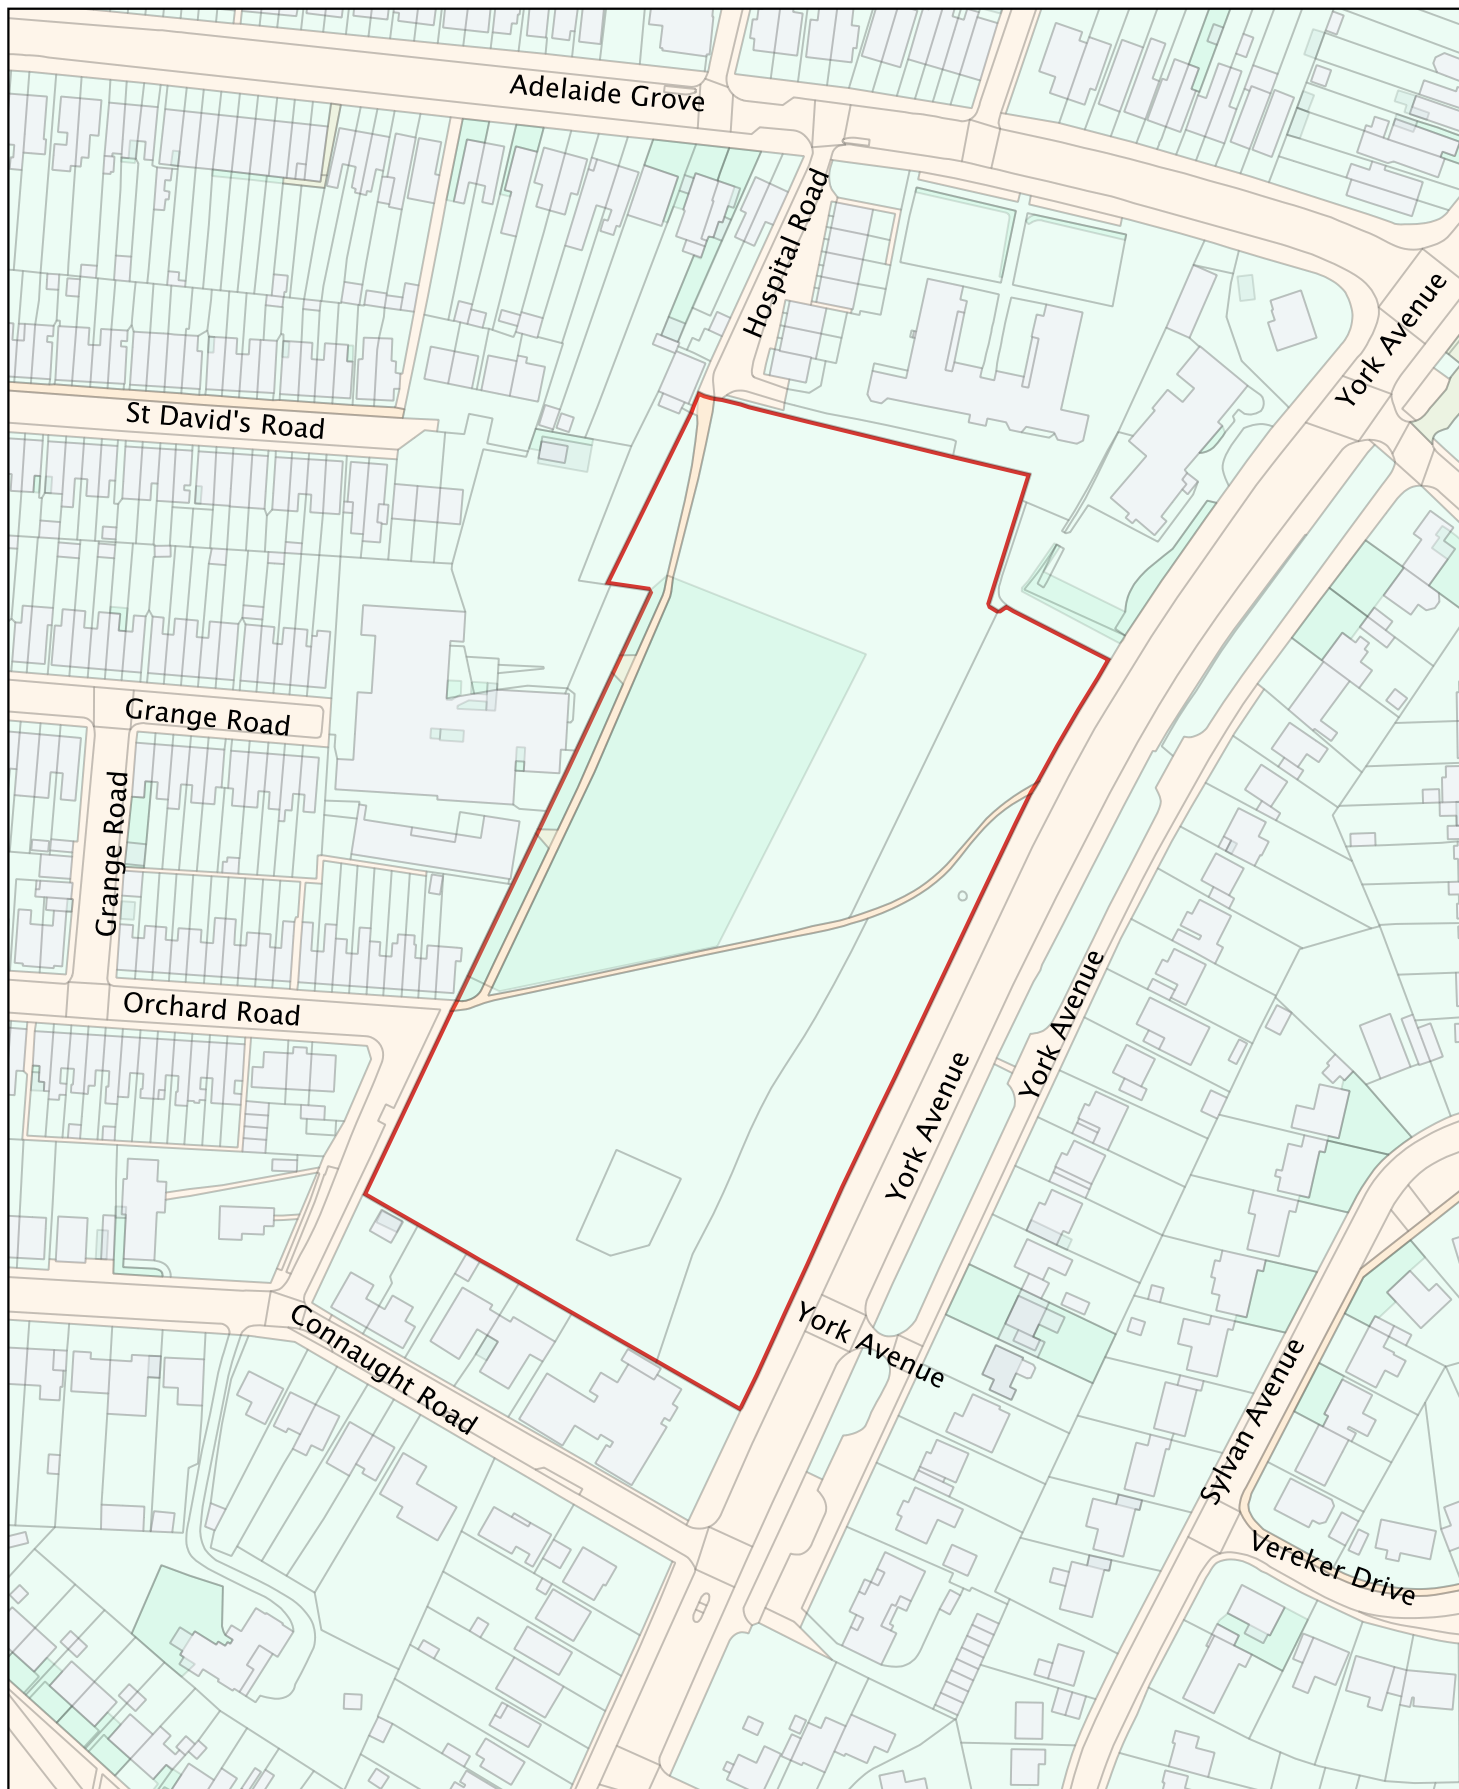 Adelaide Grove
Hospital Road
York Avenue
St David's Road
Grange Road
Grange Road
Orchard Road
York Avenue
York Avenue
York Avenue
Connaught Road
Sylvan Avenue
Vereker Drive